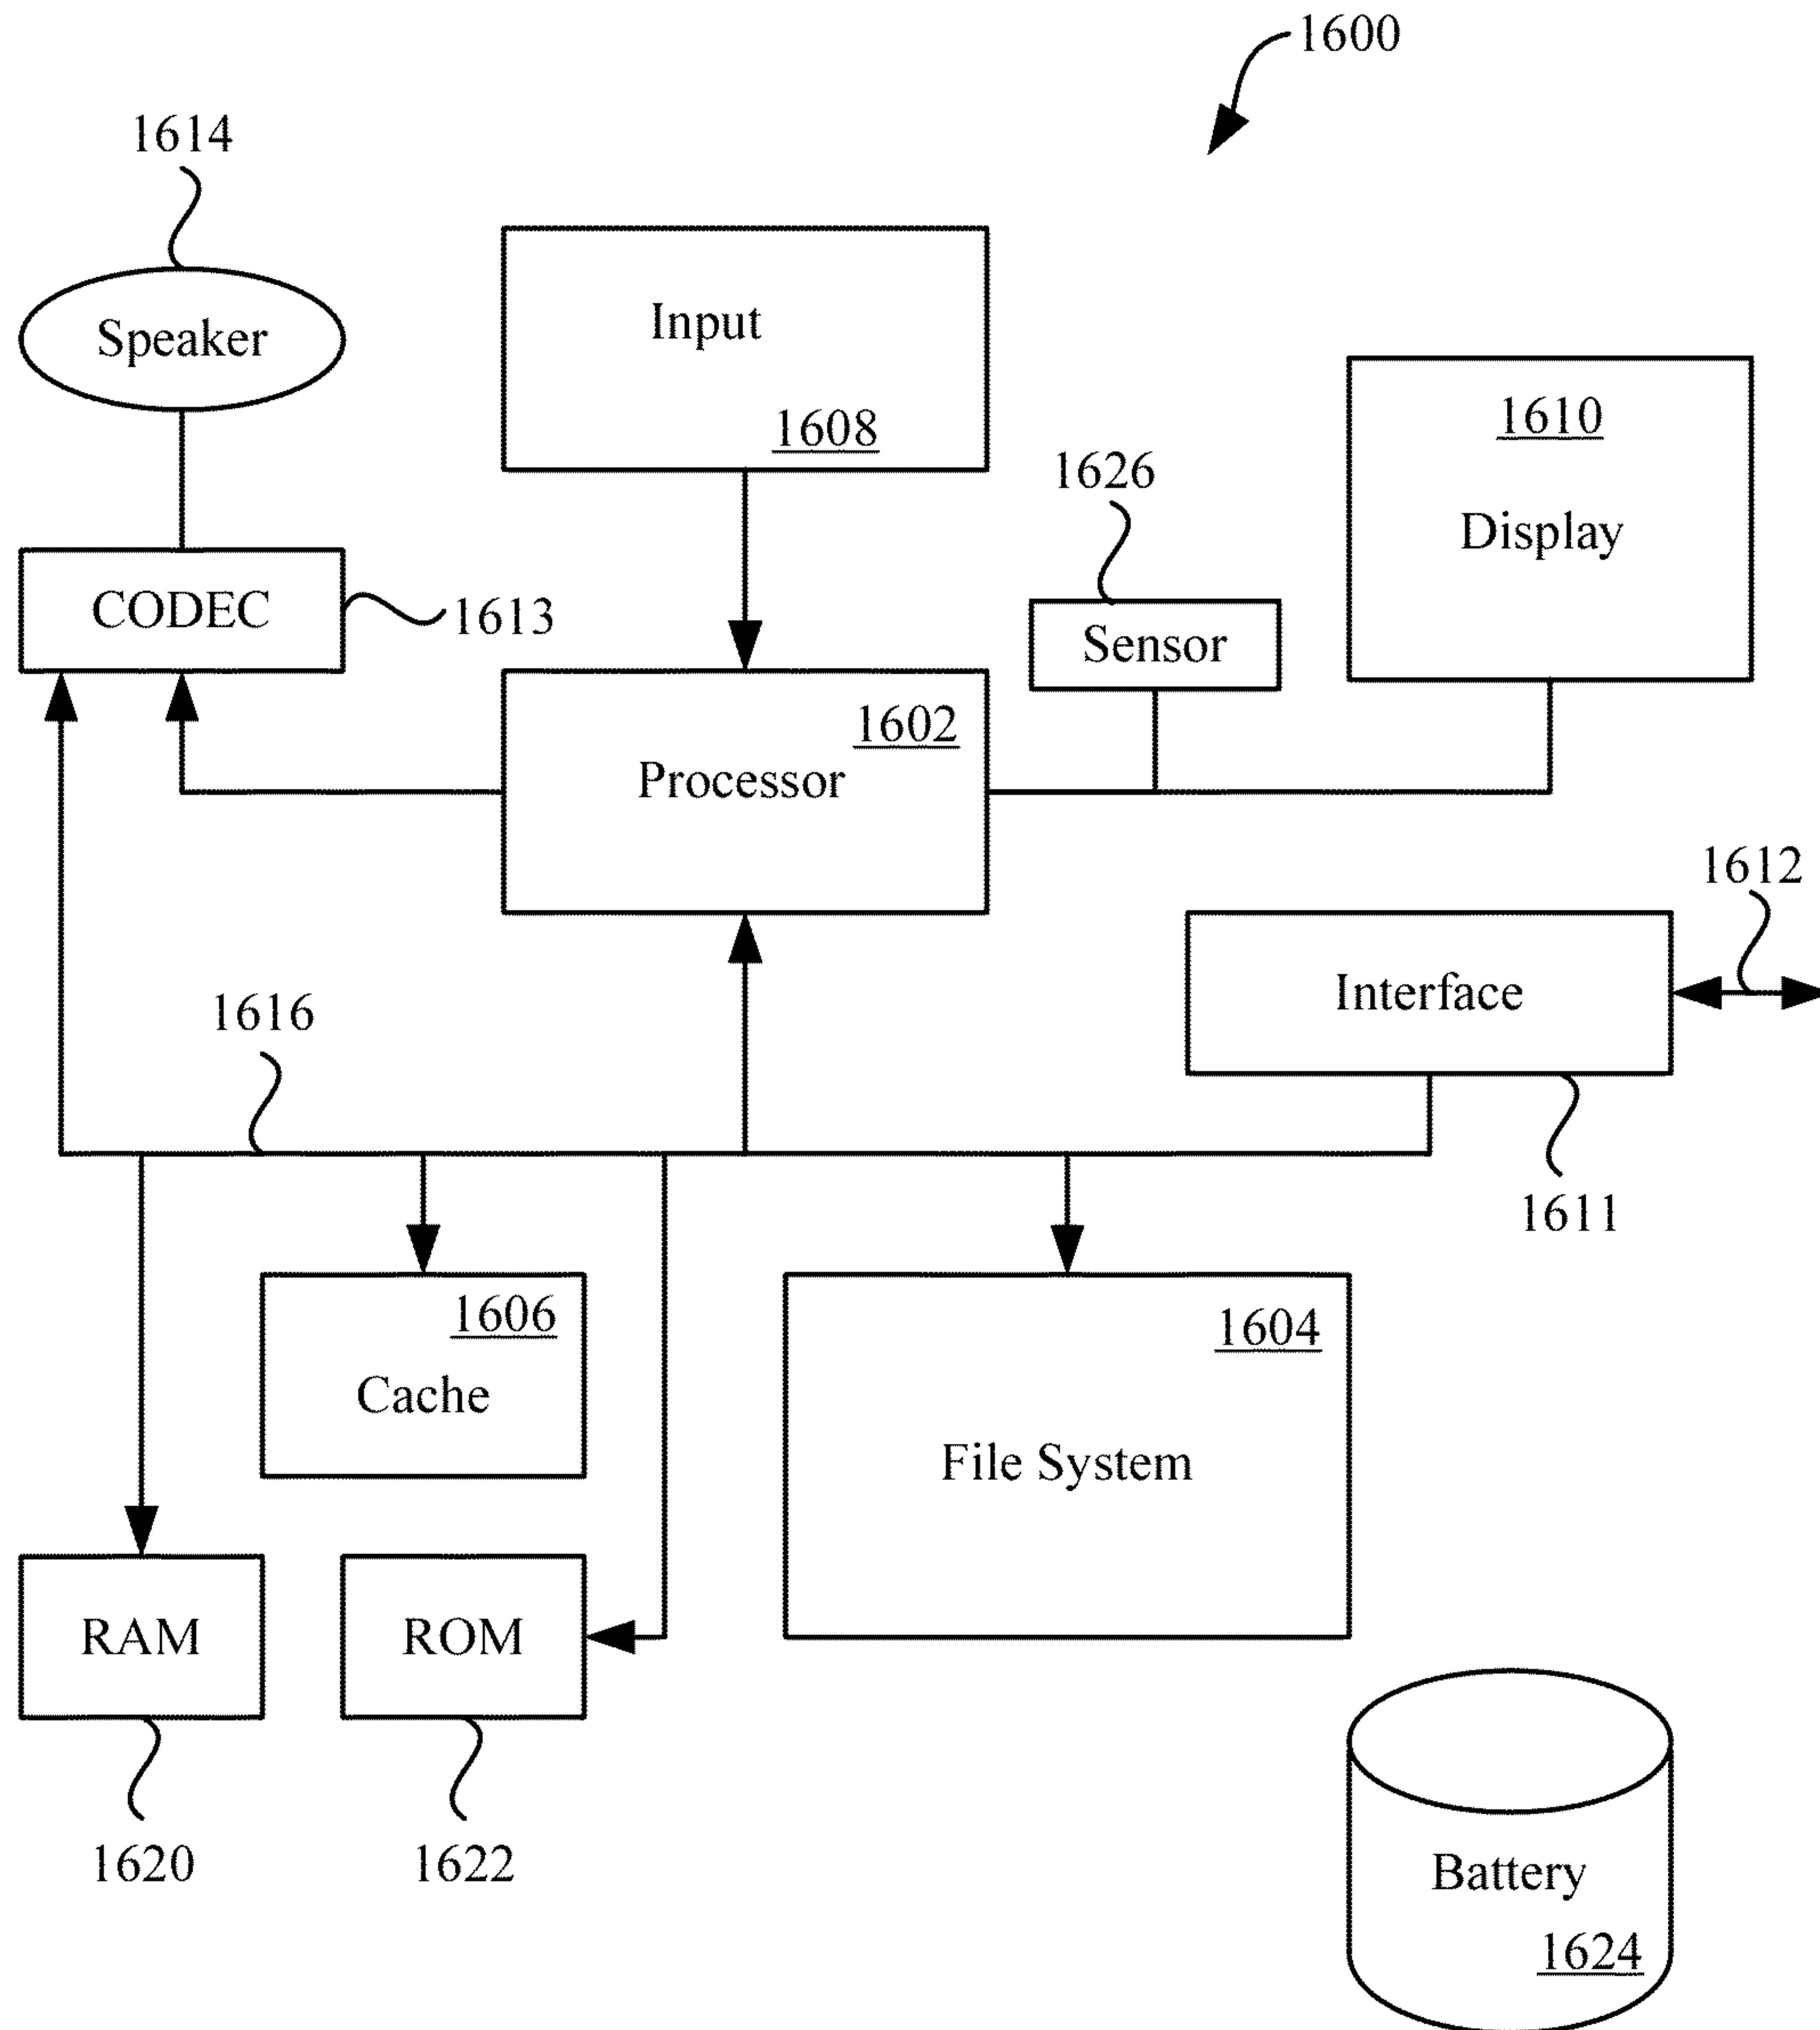 1600
1614
Speaker
Input
1608
1610
Display
1626
Sensor
CODEC
1613
1602
Processor
1612
Interface
1616
1611
1606
Cache
1604
File System
RAM
ROM
1620
1622
Battery
1624